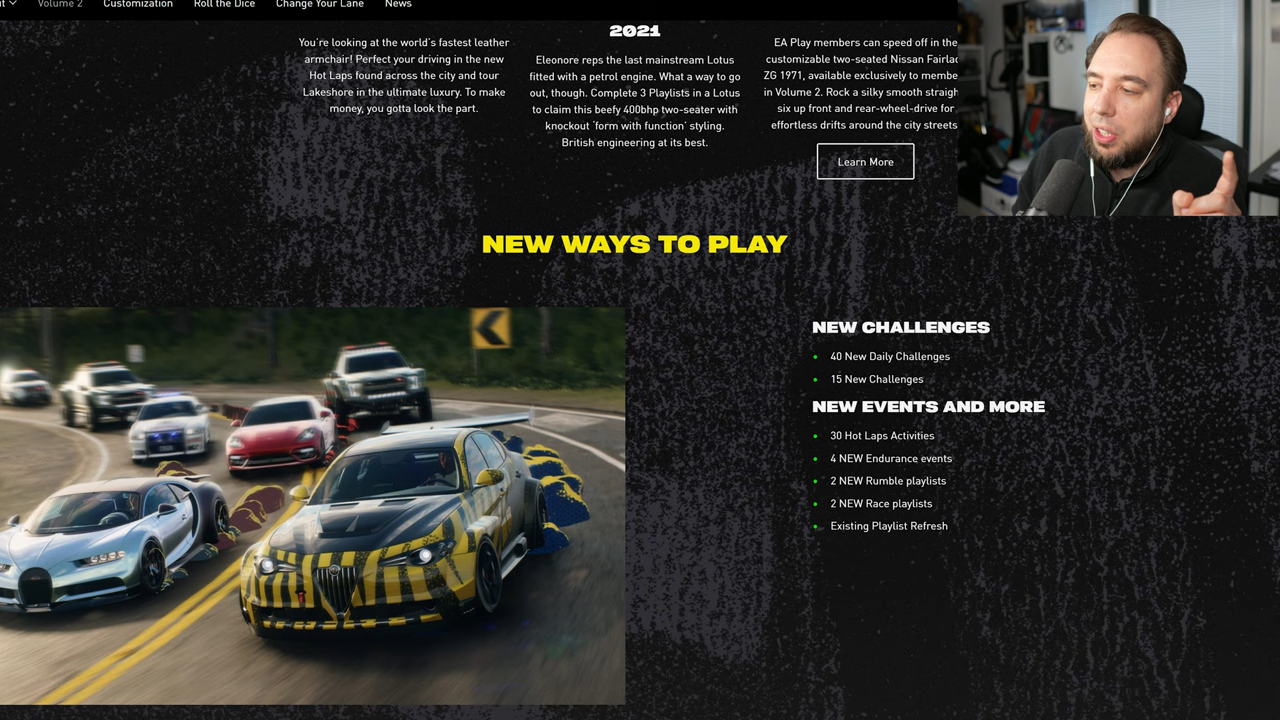 Volume 2
Customization
Roll the Dice
Change Your Lane
News
You're looking at the world's fastest leather
armchair! Perfect your driving in the new
Hot Laps found across the city and tour
Lakeshore in the ultimate luxury. To make
money, you gotta look the part.
2021
Eleonore reps the last mainstream Lotus
fitted with a petrol engine. What a way to go
out, though. Complete 3 Playlists in a Lotus
to claim this beefy 400bhp two-seater with
knockout 'form with function' styling.
British engineering at its best.
EA Play members can speed off in the
customizable two-seated Nissan Fairla
ZG 1971, available exclusively to membe
in Volume 2. Rock a silky smooth straigh
six up front and rear-wheel-drive for
effortless drifts around the city streets
Learn More
NEW WAYS TO PLAY
NEW CHALLENGES
40 New Daily Challenges
15 New Challenges
NEW EVENTS AND MORE
30 Hot Laps Activities
4 NEW Endurance events
2 NEW Rumble playlists
2 NEW Race playlists
Existing Playlist Refresh